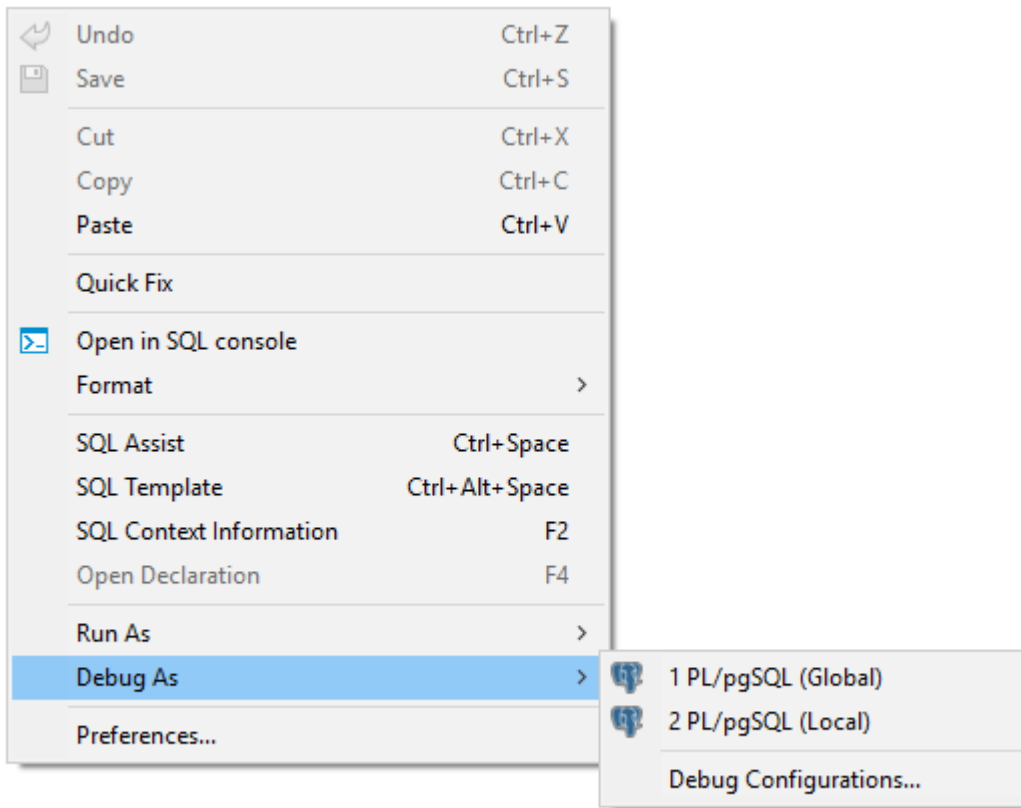 Undo Ctrl+Z
Save Ctrl+S
Cut Ctrl+X
Copy Ctrl+C
Paste Ctrl+V
Quick Fix
Open in SQL console
Format
SQL Assist Ctrl+Space
SQL Template Ctrl+Alt+Space
SQL Context Information F2
Open Declaration F4
Run As
Debug As
Preferences...
1 PL/pgSQL (Global)
2 PL/pgSQL (Local)
Debug Configurations...